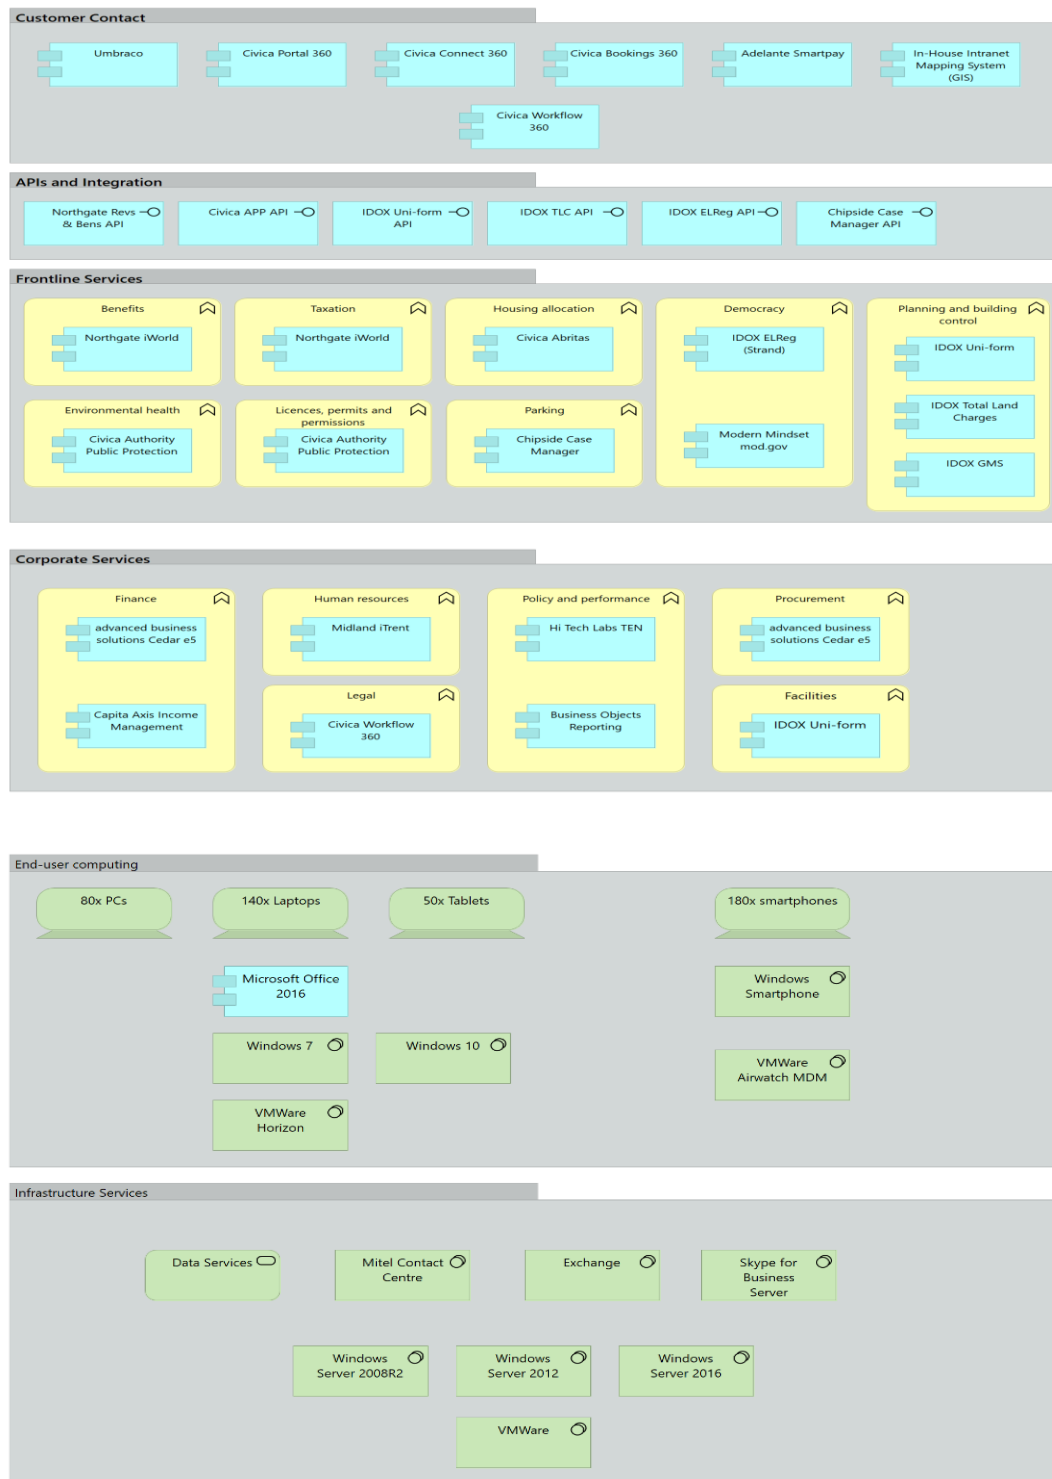 Customer Contact
Umbraco
Civica Portal 360
Civica Connect 360
Civica Bookings 360
Adelante Smartpay
In-House Intranet
Mapping System
(GIS)
Civica Workflow
360
APIs and Integration
Northgate Revs
& Bens API
Civica APP API
IDOX Uni-form
API
IDOX TLC API
IDOX ELReg API
Chipside Case
Manager API
Frontline Services
Benefits
Northgate iWorld
Taxation
Northgate iWorld
Housing allocation
Civica Abritas
Democracy
IDOX ELReg
(Strand)
Modern Mindset
mod.gov
Planning and building
control
IDOX Uni-form
IDOX Total Land
Charges
IDOX GMS
Environmental health
Civica Authority
Public Protection
Licences, permits and
permissions
Civica Authority
Public Protection
Parking
Chipside Case
Manager
Corporate Services
Finance
advanced business
solutions Cedar e5
Capita Axis Income
Management
Human resources
Midland iTrent
Legal
Civica Workflow
360
Policy and performance
Hi Tech Labs TEN
Business Objects
Reporting
Procurement
advanced business
solutions Cedar e5
Facilities
IDOX Uni-form
End-user computing
80x PCs
140x Laptops
50x Tablets
180x smartphones
Microsoft Office
2016
Windows
Smartphone
Windows 7
Windows 10
VMWare
Airwatch MDM
VMWare
Horizon
Infrastructure Services
Data Services
Mitel Contact
Centre
Exchange
Skype for
Business
Server
Windows
Server 2008R2
Windows
Server 2012
Windows
Server 2016
VMWare